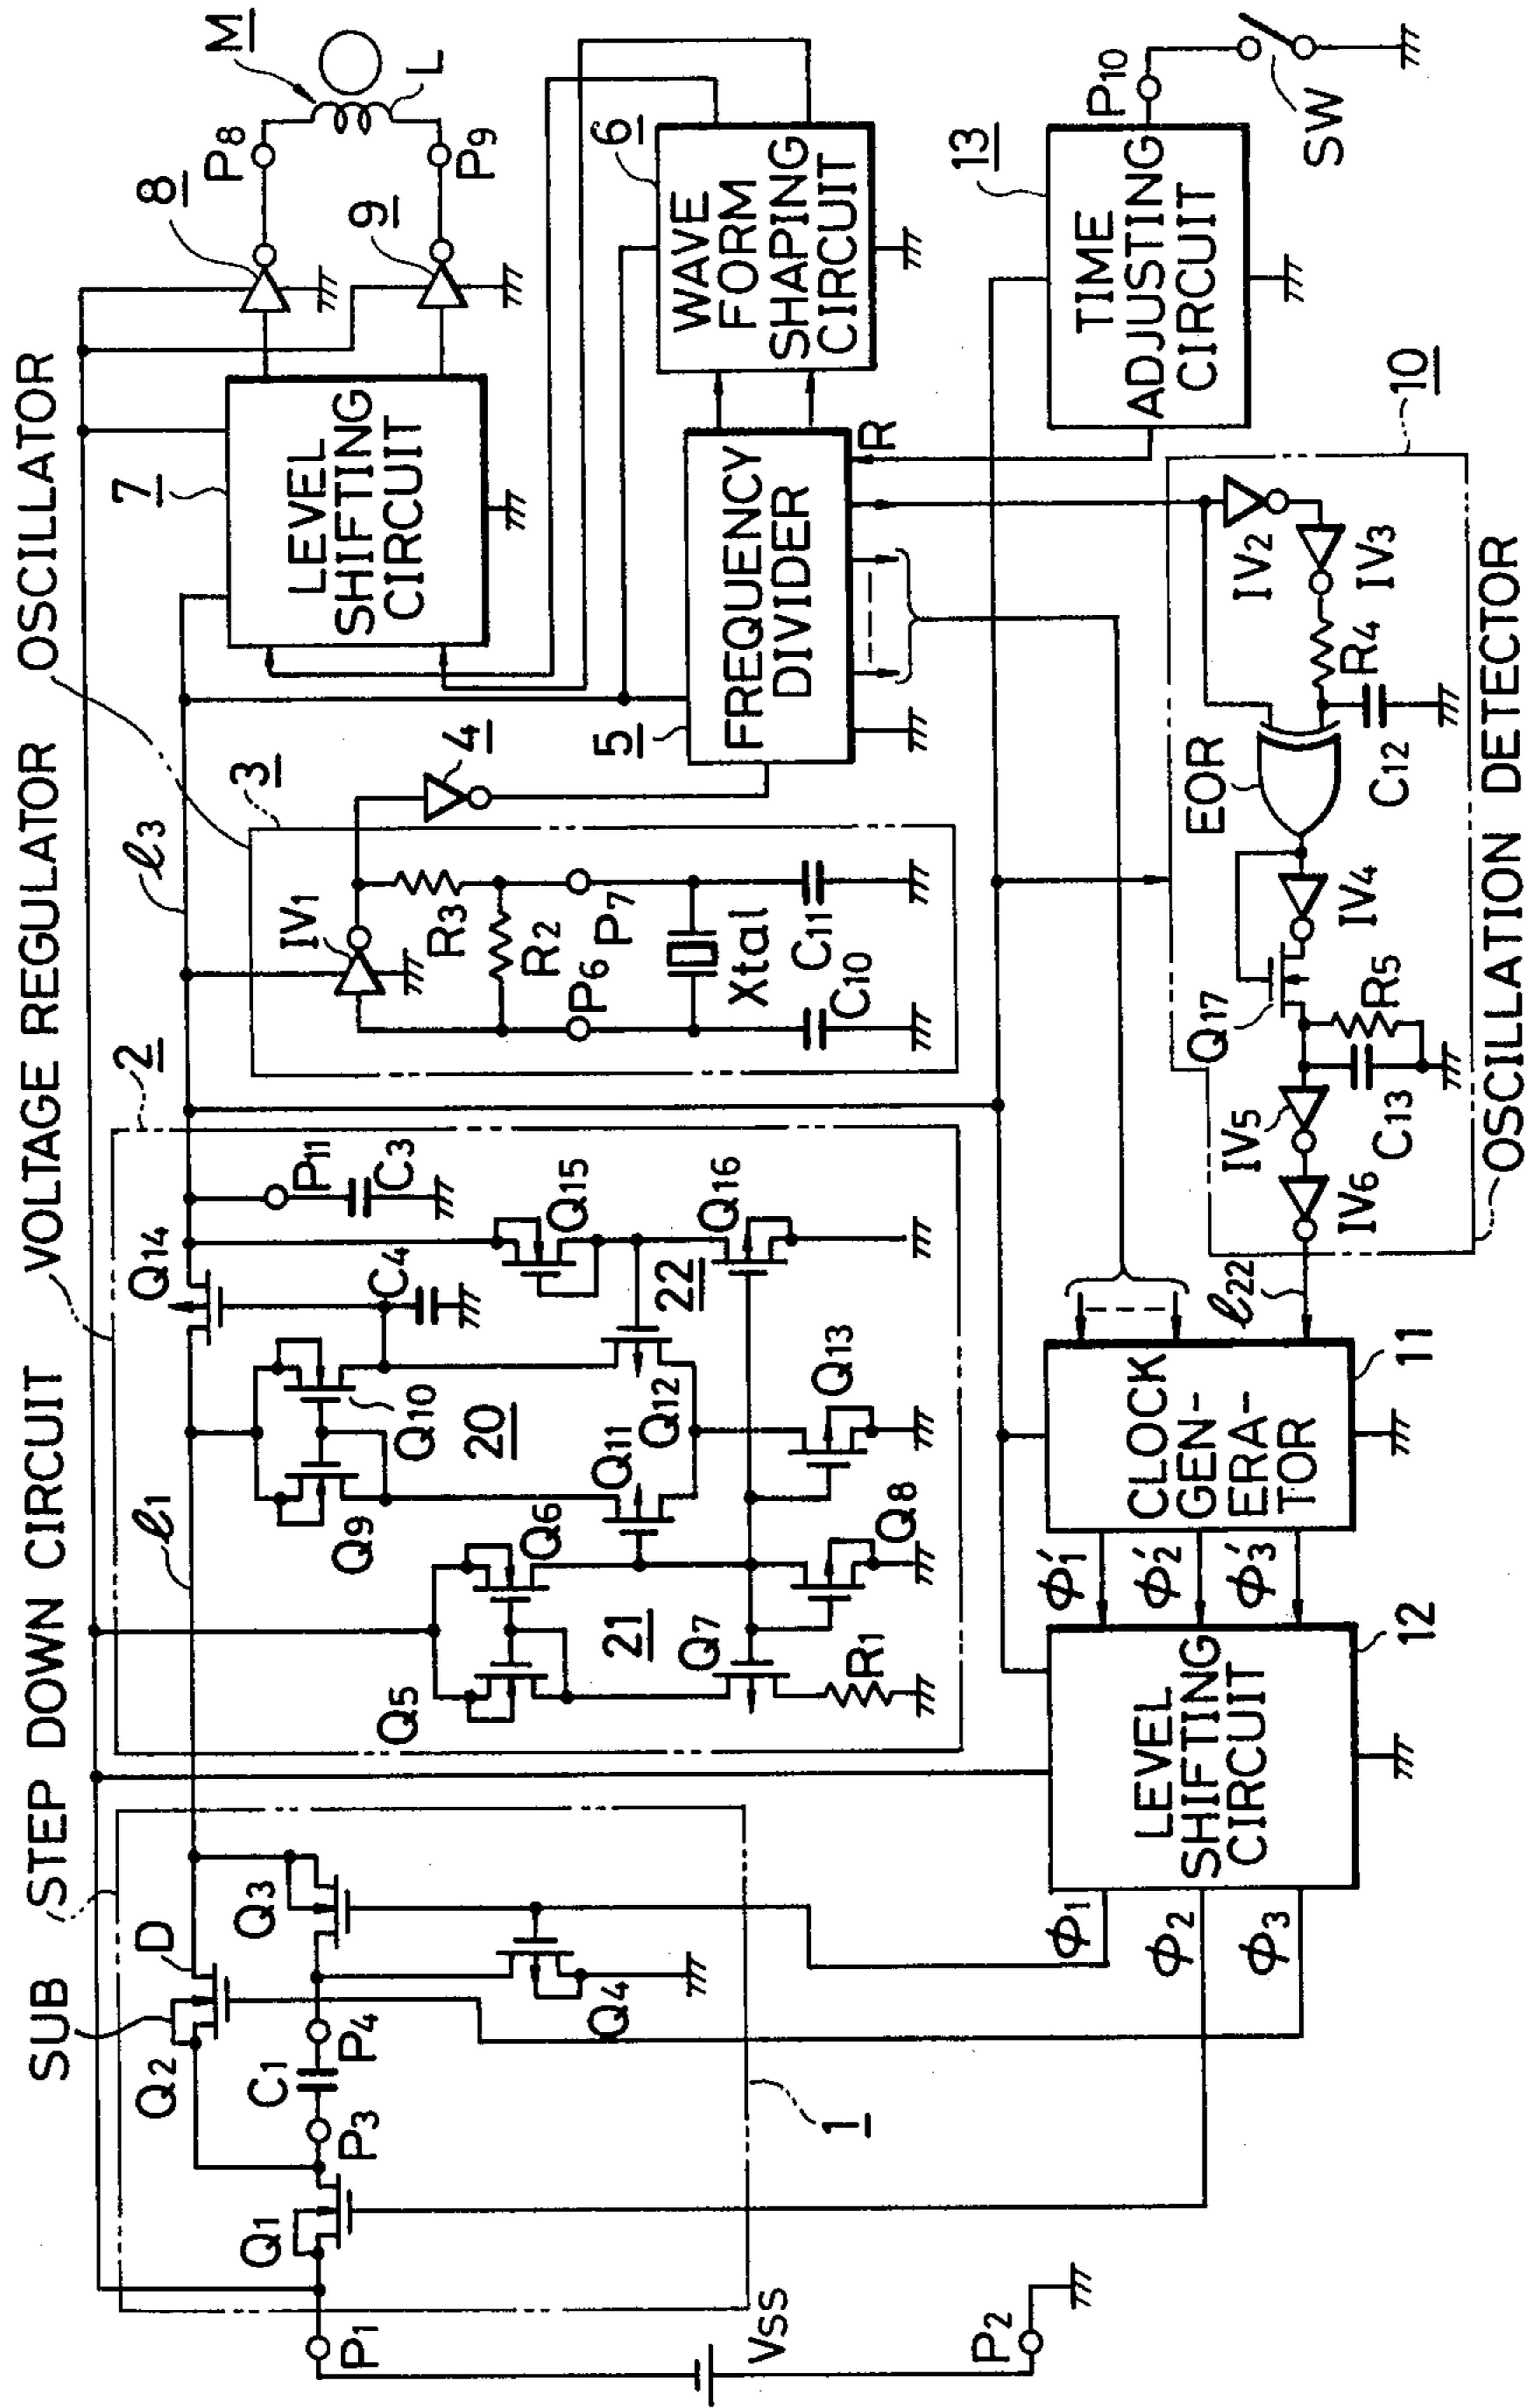 SUB STEP DOWN CIRCUIT
VOLTAGE REGULATOR
OSCILLATOR
P1
VSS
P2
1
Q1
P3
C1
P4
Q2
D
Q3
Q4
ℓ1
2
Q5
Q6
21
Q7
R1
Q8
Q9
Q10
20
Q11
Q12
Q13
Q14
C4
22
Q15
Q16
P11
C3
ℓ3
3
IV1
R3
R2
P6
P7
Xtal
C10
C11
4
5
FREQUENCY
DIVIDER
R
6
WAVE
FORM
SHAPING
CIRCUIT
7
LEVEL
SHIFTING
CIRCUIT
8
9
P8
P9
M
L
ϕ1
ϕ2
ϕ3
LEVEL
SHIFTING
CIRCUIT
12
ϕ1'
ϕ2'
ϕ3'
CLOCK
GEN-
ERA-
TOR
11
ℓ22
IV6
IV5
C13
R5
Q17
IV4
EOR
C12
R4
IV3
IV2
10
OSCILLATION DETECTOR
13
TIME
ADJUSTING
CIRCUIT
P10
SW